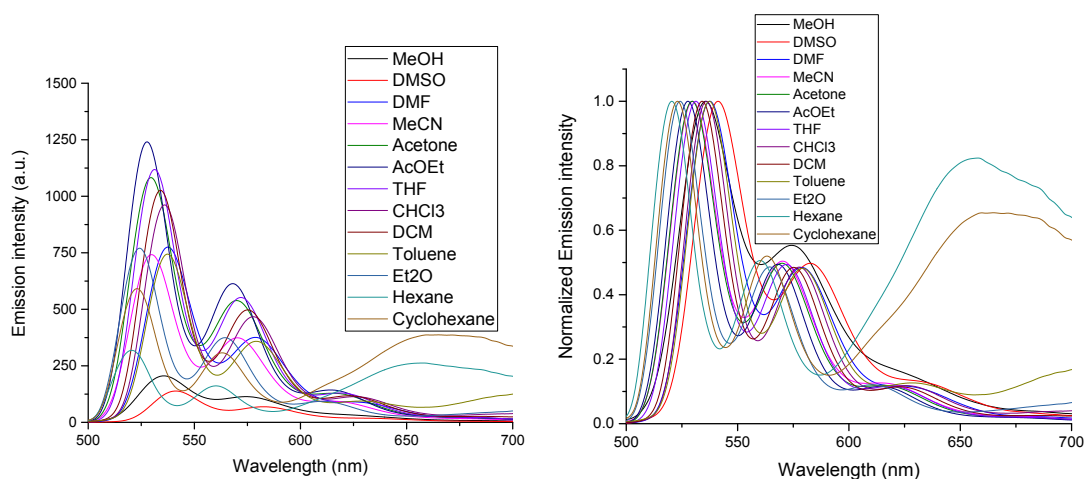 Emission intensity (a.u.)
1500
1250
1000
750
500
250
0
500
550
600
650
700
Wavelength (nm)
MeOH
DMSO
DMF
MeCN
Acetone
AcOEt
THF
CHCl3
DCM
Toluene
Et2O
Hexane
Cyclohexane
Normalized Emission intensity
1.0
0.8
0.6
0.4
0.2
0.0
500
550
600
650
700
Wavelength (nm)
MeOH
DMSO
DMF
MeCN
Acetone
AcOEt
THF
CHCl3
DCM
Toluene
Et2O
Hexane
Cyclohexane